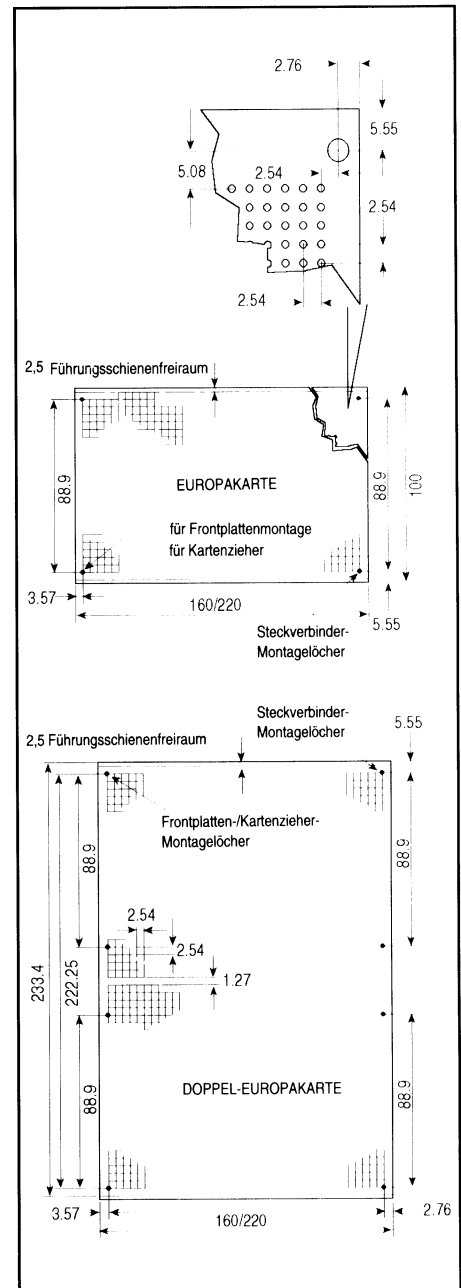 2.76
5.55
5.08
2.54
2.54
2.54
2,5 Führungsschienenfreiraum
88.9
EUROPAKARTE
88.9
100
für Frontplattenmontage
für Kartenzieher
3.57
160/220
5.55
Steckverbinder-
Montagelöcher
Steckverbinder-
Montagelöcher
5.55
2,5 Führungsschienenfreiraum
Frontplatten-/Kartenzieher-
Montagelöcher
88.9
88.9
2.54
2.54
233.4
222.25
1.27
88.9
DOPPEL-EUROPAKARTE
88.9
3.57
160/220
2.76